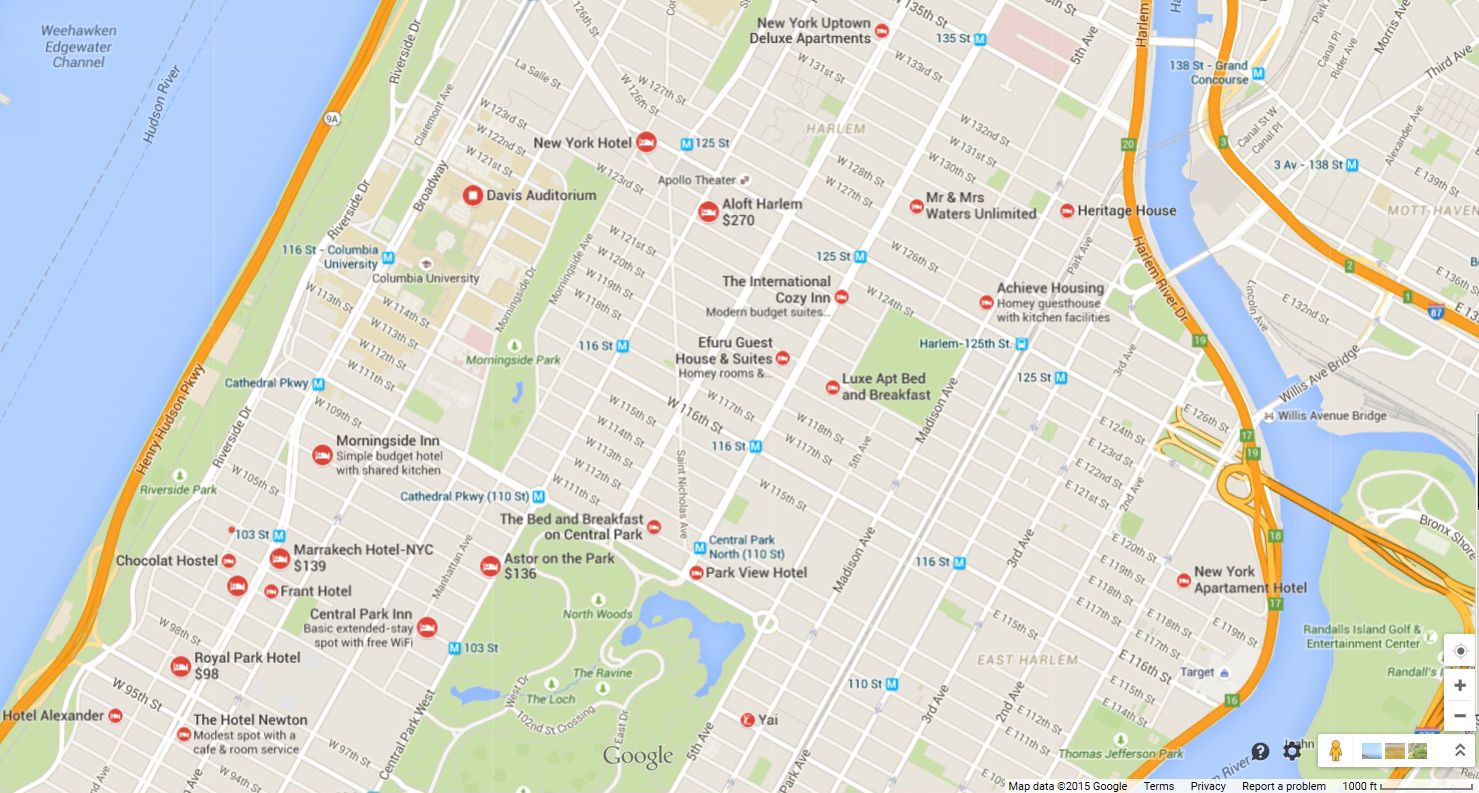 Weehawken
Edgewater
Channel
Hudson River
Riverside Dr
9A
W 126th St
La Salle St
W 127th St
W 126th St
New York Uptown
Deluxe Apartments
W 135th St
135 St
W 133rd St
W 131st St
5th Ave
Harlem
138 St - Grand
Concourse
Park Ave
Canal Pl
Rider Ave
Morris Ave
Third Ave
Claremont Ave
W 123rd St
W 122nd St
W 121st St
Broadway
New York Hotel
125 St
HARLEM
W 132nd St
W 131st St
W 130th St
20
3
Canal St W
Canal Pl
Alexander Ave
3 Av - 138 St
E 139th St
Apollo Theater
W 128th St
W 127th St
W 123rd St
Davis Auditorium
Riverside Dr
Aloft Harlem
$270
Mr & Mrs
Waters Unlimited
Heritage House
MOTT HAVEN
116 St - Columbia
University
Columbia University
W 121st St
W 120th St
W 119th St
W 118th St
Morningside Ave
Morningside Dr
125 St
W 126th St
Park Ave
Harlem River Dr
2
1
87
E 136th St
W 113th St
W 114th St
The International
Cozy Inn
Modern budget suites...
W 124th St
Achieve Housing
Homey guesthouse
with kitchen facilities
Lincoln Ave
E 132nd St
Henry Hudson Pkwy
W 111th St
Morningside Park
116 St
Efuru Guest
House & Suites
Homey rooms &...
Harlem-125th St.
19
3rd Ave
Cathedral Pkwy
Luxe Apt Bed
and Breakfast
Madison Ave
125 St
Willis Ave Bridge
Riverside Dr
W 109th St
W 115th St
W 114th St
W 113th St
W 112th St
W 116th St
W 117th St
W 118th St
W 117th St
5th Ave
E 126th St
E 124th St
E 123rd St
E 122nd St
E 121st St
2nd Ave
Willis Avenue Bridge
17
19
Morningside Inn
Simple budget hotel
with shared kitchen
116 St
Saint Nicholas Ave
Riverside Park
W 105th St
Cathedral Pkwy (110 St)
W 111th St
W 115th St
103 St
The Bed and Breakfast
on Central Park
Central Park
North (110 St)
Madison Ave
3rd Ave
18
Bronx Shore
Chocolat Hostel
Marrakech Hotel-NYC
$139
Manhattan Ave
Astor on the Park
$136
Park View Hotel
116 St
New York
Apartament Hotel
17
Frant Hotel
Central Park Inn
Basic extended-stay
spot with free WiFi
North Woods
E 118th St
E 117th St
E 119th St
E 115th St
E 116th St
E 115th St
E 114th St
W 98th St
103 St
EAST HARLEM
Randalls Island Golf &
Entertainment Center
Randall's
Royal Park Hotel
$98
The Ravine
The Loch
West Dr
Target
110 St
W 95th St
Central Park West
102nd St Crossing
East Dr
3rd Ave
2nd Ave
16
Hotel Alexander
The Hotel Newton
Modest spot with a
cafe & room service
W 97th St
W 94th St
5th Ave
Yai
Park Ave
Thomas Jefferson Park
Google
Harlem River
Map data ©2015 Google
Terms
Privacy
Report a problem
1000 ft